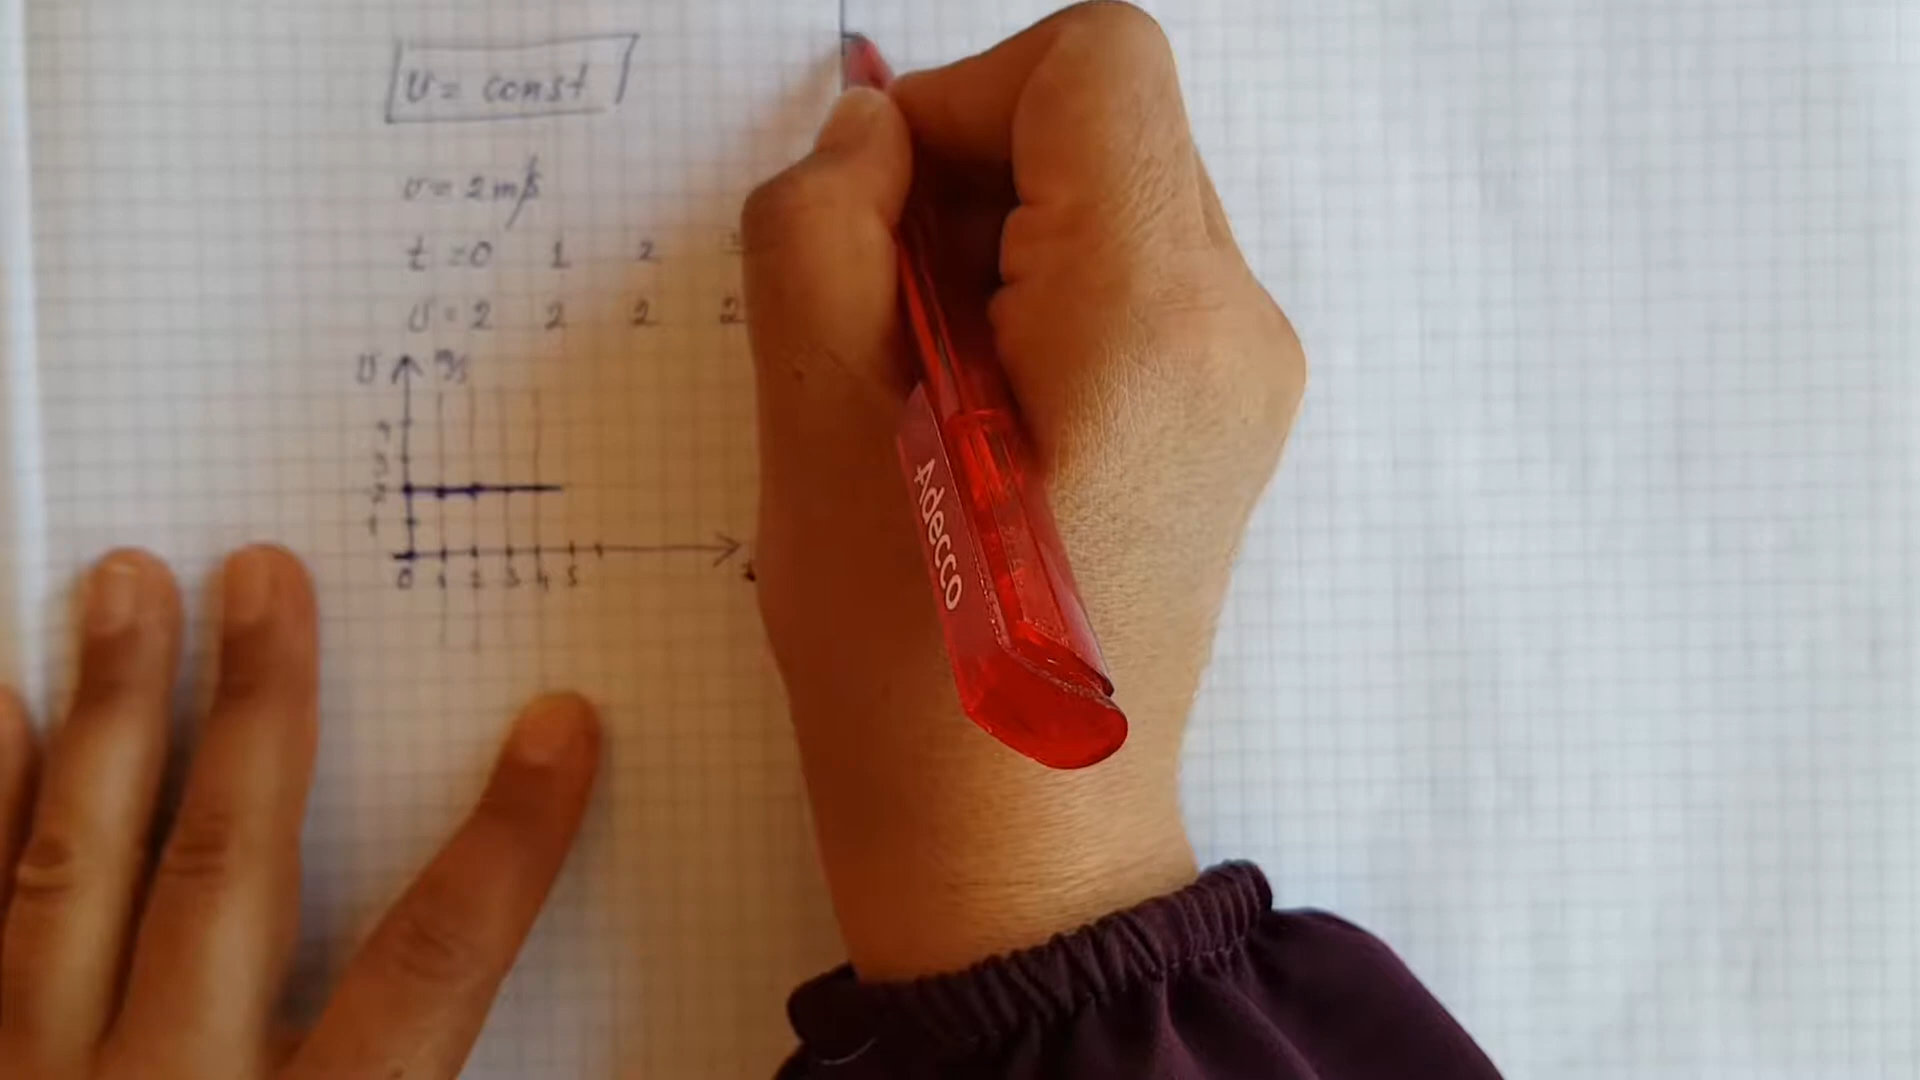 v = const
v = 2 m/s
t = 0 1 2
v = 2 2 2 2
v m/s
4
3
2
1
0 1 2 3 4 5
Adecco